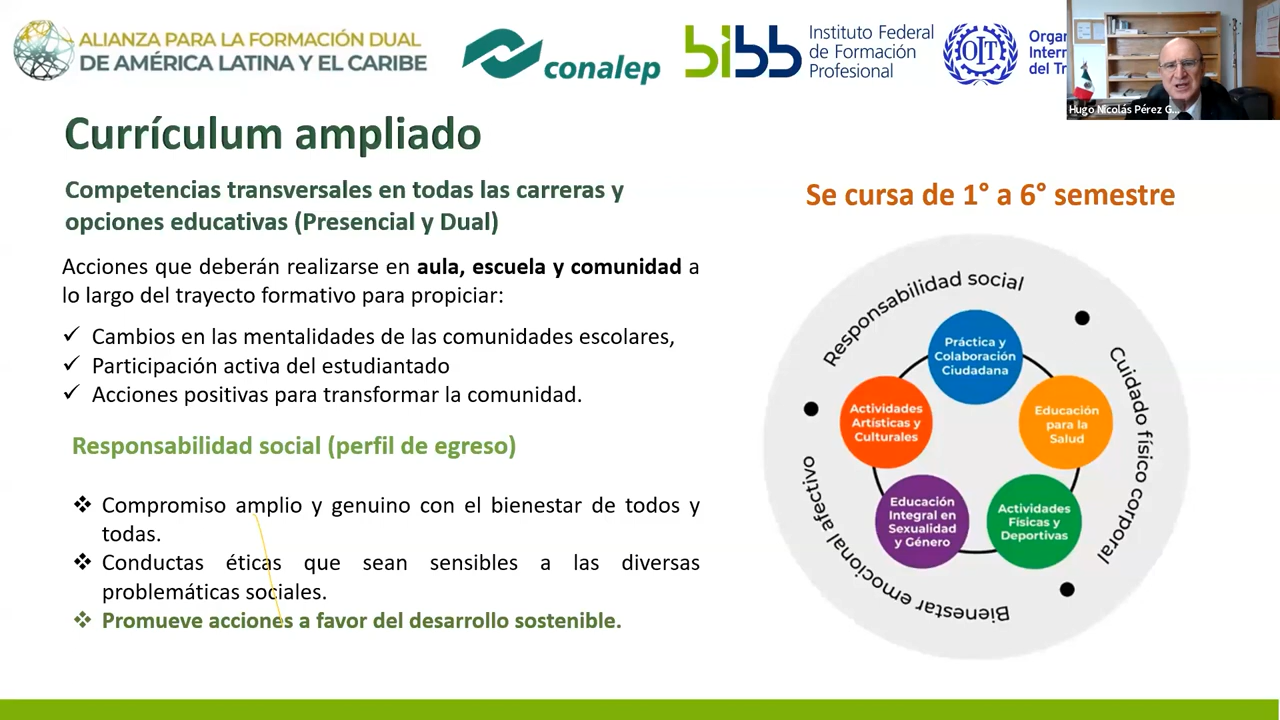 ALIANZA PARA LA FORMACIÓN DUAL
DE AMÉRICA LATINA Y EL CARIBE
conalep
bibb
Instituto Federal
de Formación
Profesional
OIT
Organ
Intern
del Tr
Hugo Nicolás Pérez G...
Currículum ampliado
Competencias transversales en todas las carreras y
opciones educativas (Presencial y Dual)
Acciones que deberán realizarse en aula, escuela y comunidad a
lo largo del trayecto formativo para propiciar:
✓ Cambios en las mentalidades de las comunidades escolares,
✓ Participación activa del estudiantado
✓ Acciones positivas para transformar la comunidad.
Responsabilidad social (perfil de egreso)
❖ Compromiso amplio y genuino con el bienestar de todos y
todas.
❖ Conductas éticas que sean sensibles a las diversas
problemáticas sociales.
❖ Promueve acciones a favor del desarrollo sostenible.
Se cursa de 1° a 6° semestre
Responsabilidad social
Cuidado físico corporal
Bienestar emocional afectivo
Práctica y
Colaboración
Ciudadana
Educación
para la
Salud
Actividades
Físicas y
Deportivas
Educación
Integral en
Sexualidad
y Género
Actividades
Artísticas y
Culturales